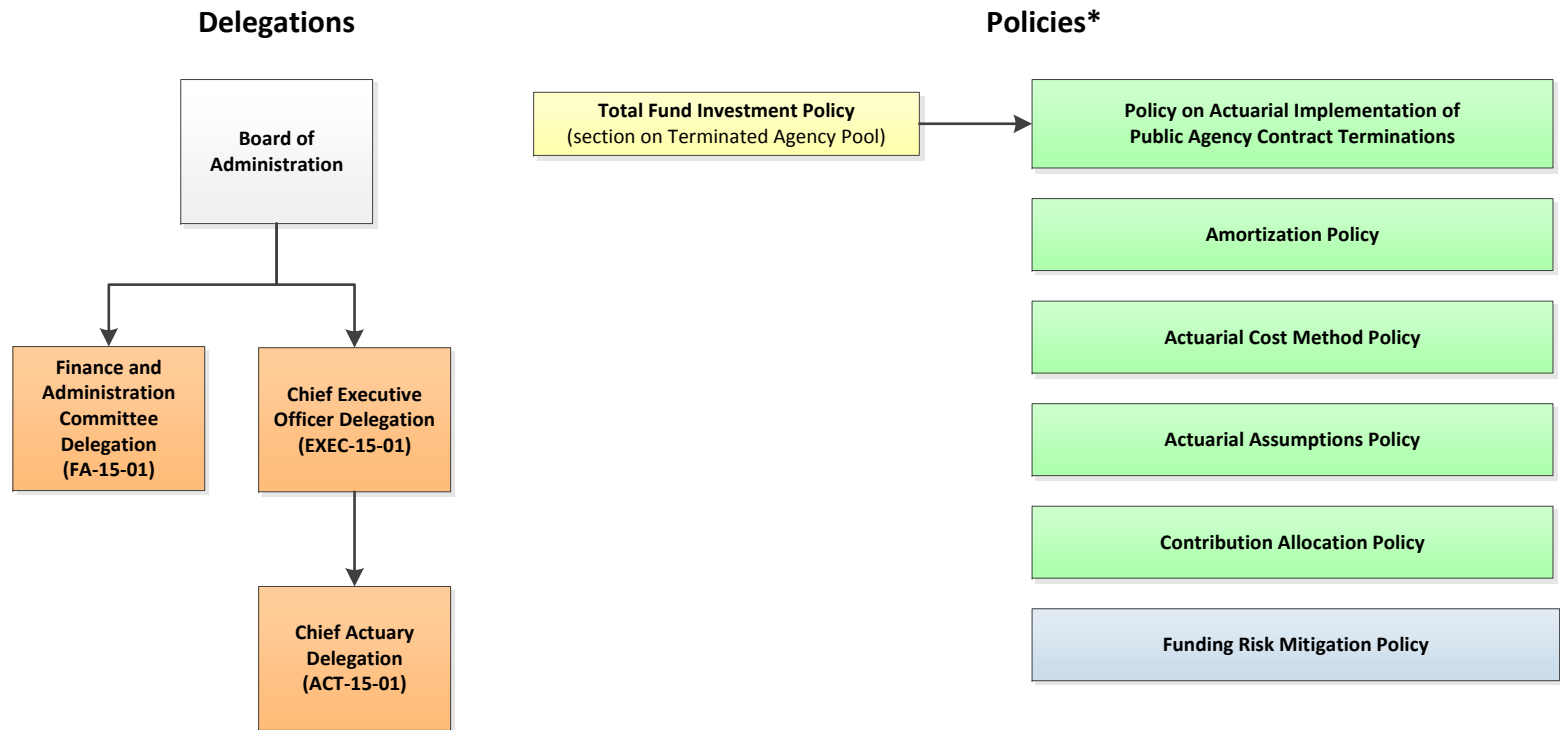 Delegations
Board of
Administration
Finance and
Administration
Committee
Delegation
(FA-15-01)
Chief Executive
Officer Delegation
(EXEC-15-01)
Chief Actuary
Delegation
(ACT-15-01)
Policies*
Total Fund Investment Policy
(section on Terminated Agency Pool)
Policy on Actuarial Implementation of
Public Agency Contract Terminations
Amortization Policy
Actuarial Cost Method Policy
Actuarial Assumptions Policy
Contribution Allocation Policy
Funding Risk Mitigation Policy